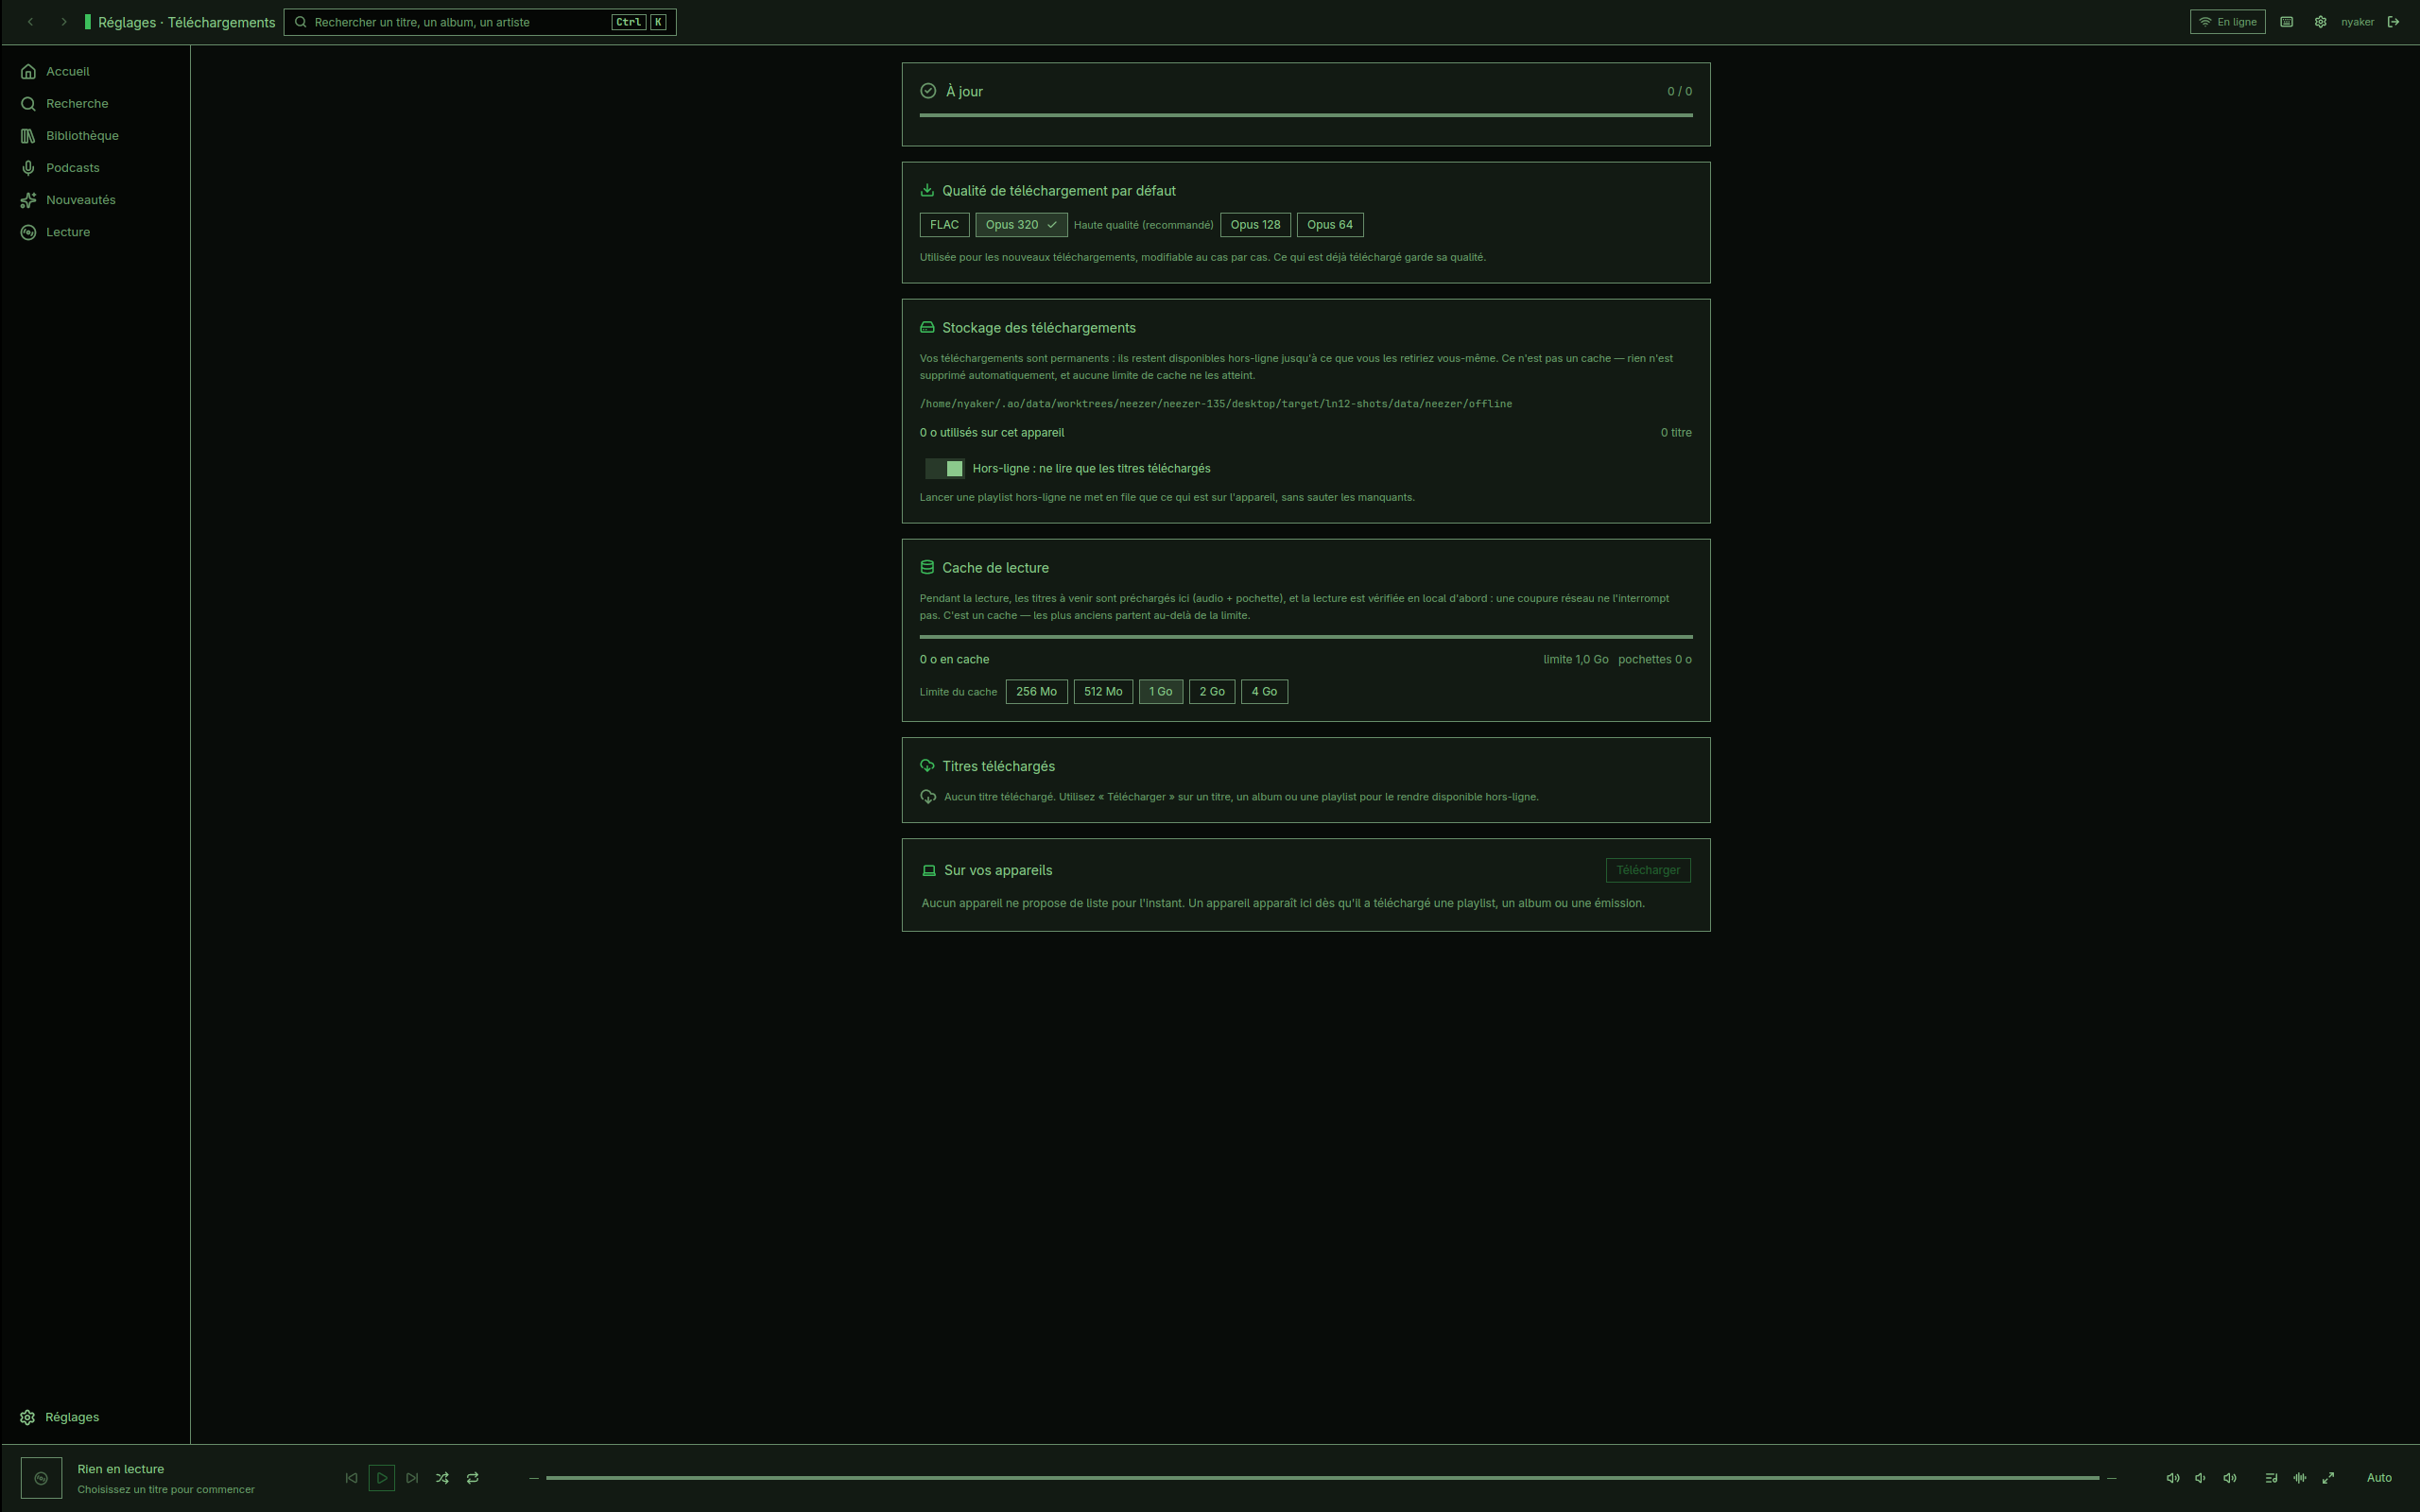 Réglages · Téléchargements
Rechercher un titre, un album, un artiste
Ctrl K
En ligne
nyaker
Accueil
Recherche
Bibliothèque
Podcasts
Nouveautés
Lecture
À jour
0 / 0
Qualité de téléchargement par défaut
FLAC
Opus 320
Haute qualité (recommandé)
Opus 128
Opus 64
Utilisée pour les nouveaux téléchargements, modifiable au cas par cas. Ce qui est déjà téléchargé garde sa qualité.
Stockage des téléchargements
Vos téléchargements sont permanents : ils restent disponibles hors-ligne jusqu'à ce que vous les retiriez vous-même. Ce n'est pas un cache — rien n'est
supprimé automatiquement, et aucune limite de cache ne les atteint.
/home/nyaker/.ao/data/worktrees/neezer/neezer-135/desktop/target/ln12-shots/data/neezer/offline
0 o utilisés sur cet appareil
0 titre
Hors-ligne : ne lire que les titres téléchargés
Lancer une playlist hors-ligne ne met en file que ce qui est sur l'appareil, sans sauter les manquants.
Cache de lecture
Pendant la lecture, les titres à venir sont préchargés ici (audio + pochette), et la lecture est vérifiée en local d'abord : une coupure réseau ne l'interrompt
pas. C'est un cache — les plus anciens partent au-delà de la limite.
0 o en cache
limite 1,0 Go pochettes 0 o
Limite du cache
256 Mo
512 Mo
1 Go
2 Go
4 Go
Titres téléchargés
Aucun titre téléchargé. Utilisez « Télécharger » sur un titre, un album ou une playlist pour le rendre disponible hors-ligne.
Sur vos appareils
Télécharger
Aucun appareil ne propose de liste pour l'instant. Un appareil apparaît ici dès qu'il a téléchargé une playlist, un album ou une émission.
Réglages
Rien en lecture
Choisissez un titre pour commencer
—
—
Auto